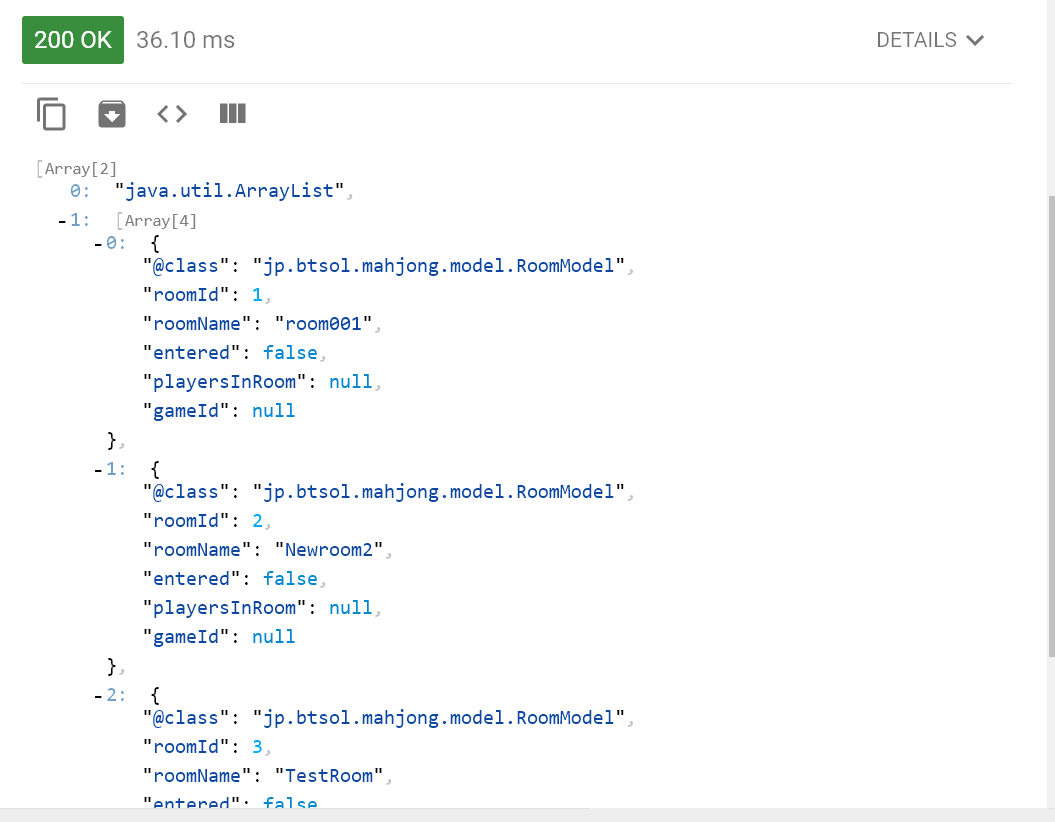 200 OK 36.10 ms DETAILS
[Array[2]
0: "java.util.ArrayList",
-1: [Array[4]
-0: {
"@class": "jp.btsol.mahjong.model.RoomModel",
"roomId": 1,
"roomName": "room001",
"entered": false,
"playersInRoom": null,
"gameId": null
},
-1: {
"@class": "jp.btsol.mahjong.model.RoomModel",
"roomId": 2,
"roomName": "Newroom2",
"entered": false,
"playersInRoom": null,
"gameId": null
},
-2: {
"@class": "jp.btsol.mahjong.model.RoomModel",
"roomId": 3,
"roomName": "TestRoom",
"entered": false